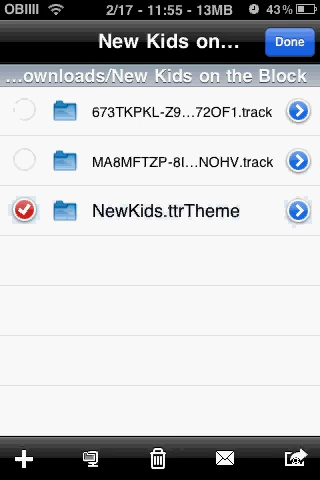 OBIIII 2/17 - 11:55 - 13MB 43%
New Kids on... Done
...ownloads/New Kids on the Block
673TKPKL-Z9...72OF1.track
MA8MFTZP-8I...NOHV.track
NewKids.ttrTheme